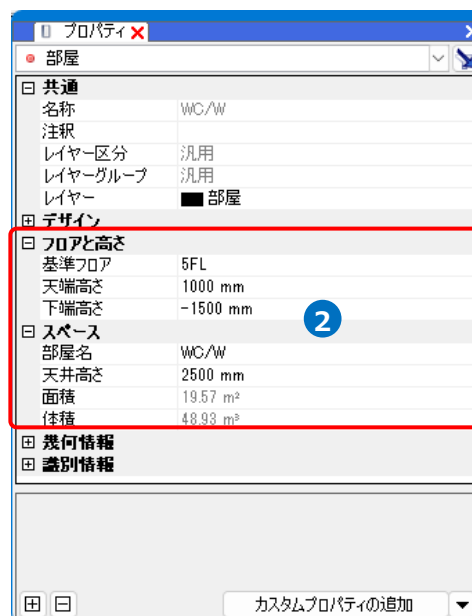 プロパティ
部屋
共通
名称 WC/W
注釈
レイヤー区分 汎用
レイヤーグループ 汎用
レイヤー 部屋
デザイン
フロアと高さ
基準フロア 5FL
天端高さ 1000 mm
下端高さ -1500 mm
2
スペース
部屋名 WC/W
天井高さ 2500 mm
面積 19.57 m²
体積 48.93 m³
幾何情報
識別情報
カスタムプロパティの追加